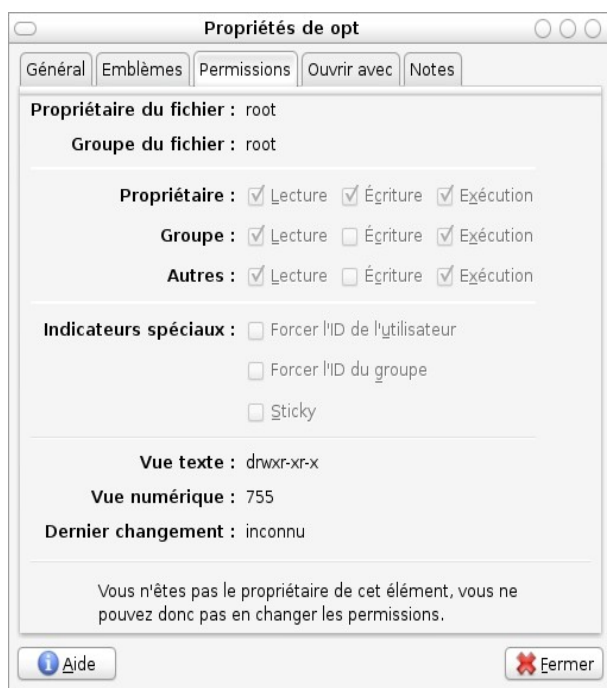 Propriétés de opt
Général Emblèmes Permissions Ouvrir avec Notes
Propriétaire du fichier : root
Groupe du fichier : root
Propriétaire : Lecture Écriture Exécution
Groupe : Lecture Écriture Exécution
Autres : Lecture Écriture Exécution
Indicateurs spéciaux : Forcer l'ID de l'utilisateur
Forcer l'ID du groupe
Sticky
Vue texte : drwxr-xr-x
Vue numérique : 755
Dernier changement : inconnu
Vous n'êtes pas le propriétaire de cet élément, vous ne
pouvez donc pas en changer les permissions.
Aide Fermer